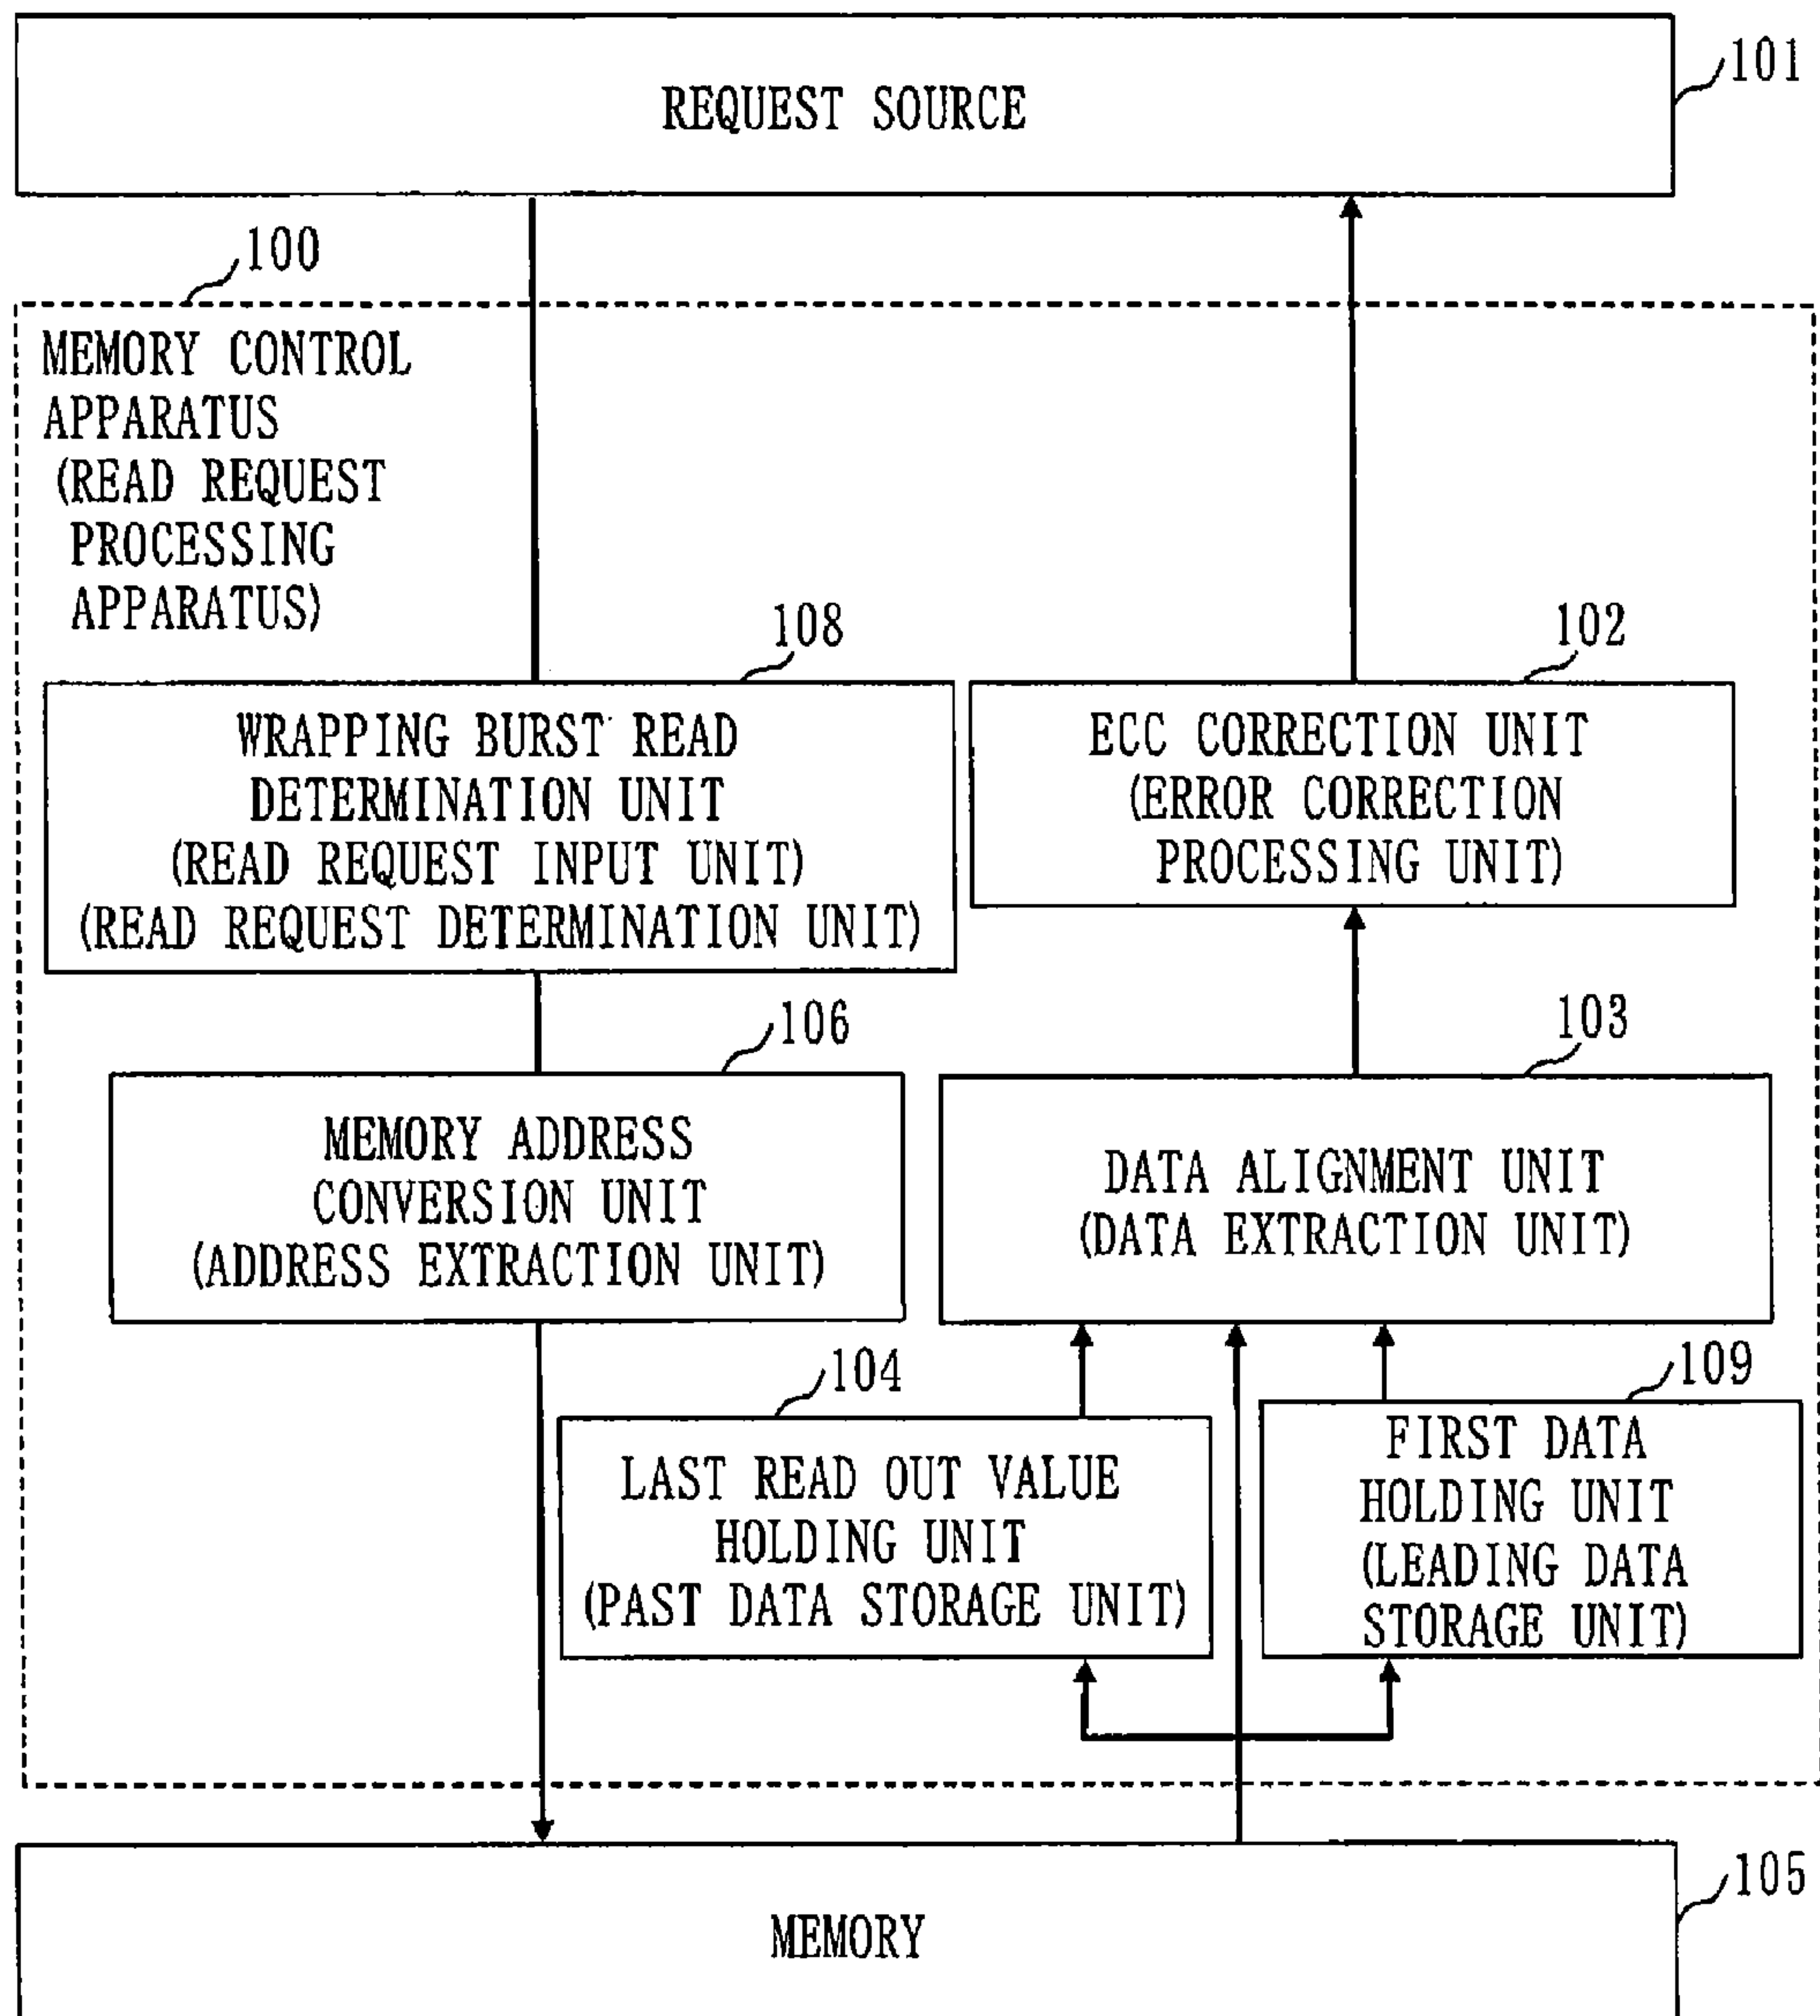 REQUEST SOURCE
101
100
MEMORY CONTROL
APPARATUS
(READ REQUEST
PROCESSING
APPARATUS)
108
WRAPPING BURST READ
DETERMINATION UNIT
(READ REQUEST INPUT UNIT)
(READ REQUEST DETERMINATION UNIT)
102
ECC CORRECTION UNIT
(ERROR CORRECTION
PROCESSING UNIT)
106
MEMORY ADDRESS
CONVERSION UNIT
(ADDRESS EXTRACTION UNIT)
103
DATA ALIGNMENT UNIT
(DATA EXTRACTION UNIT)
104
LAST READ OUT VALUE
HOLDING UNIT
(PAST DATA STORAGE UNIT)
109
FIRST DATA
HOLDING UNIT
(LEADING DATA
STORAGE UNIT)
105
MEMORY